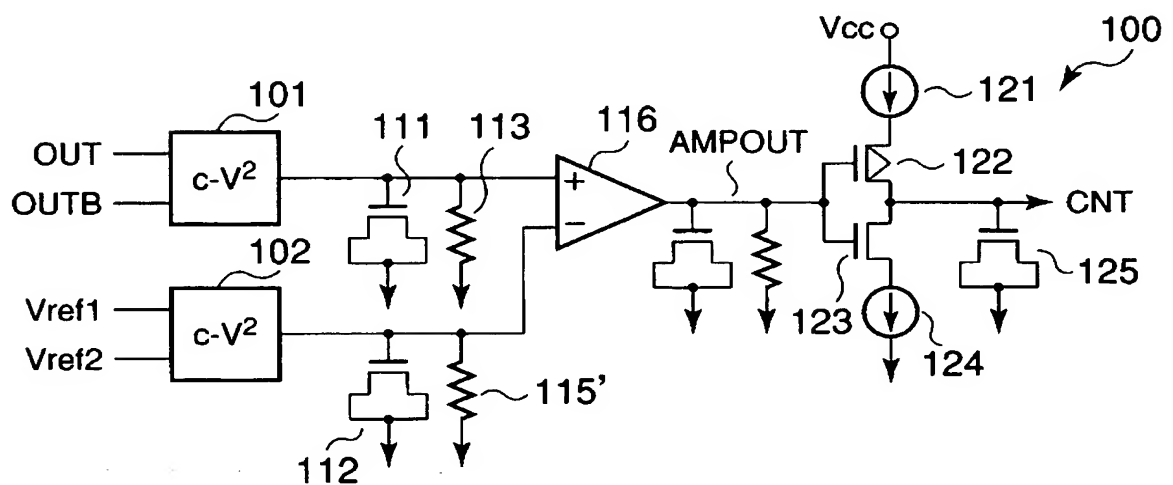 Vcc
100
121
101
111
113
116
AMPOUT
122
OUT
OUTB
c-V²
+
−
CNT
102
123
125
Vref1
Vref2
c-V²
115'
124
112